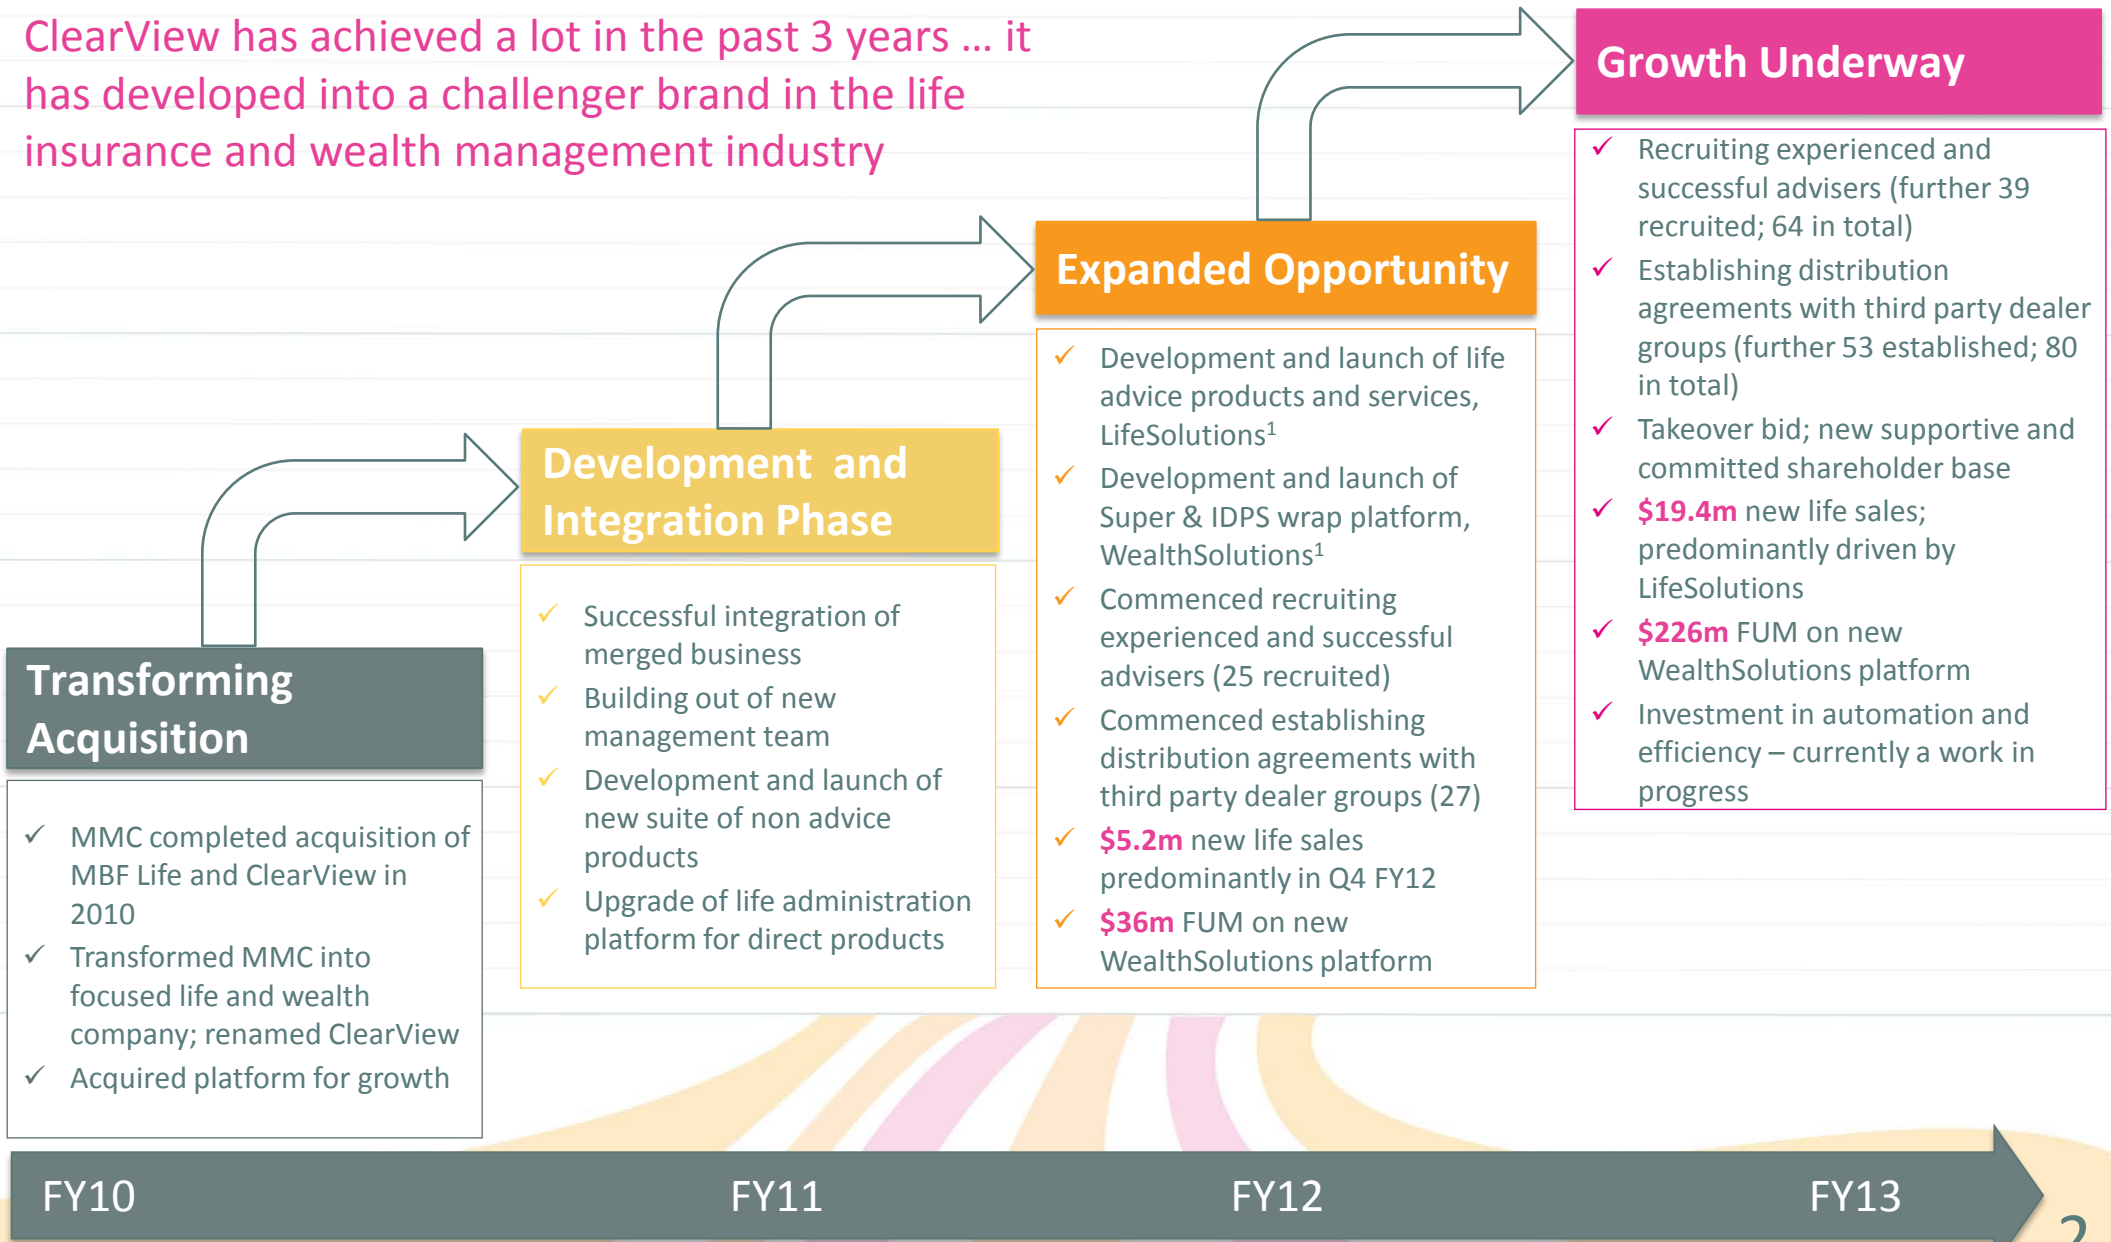 ClearView has achieved a lot in the past 3 years ... it
has developed into a challenger brand in the life
insurance and wealth management industry
Transforming
Acquisition
✓ MMC completed acquisition of
MBF Life and ClearView in
2010
✓ Transformed MMC into
focused life and wealth
company; renamed ClearView
✓ Acquired platform for growth
Development and
Integration Phase
✓ Successful integration of
merged business
✓ Building out of new
management team
✓ Development and launch of
new suite of non advice
products
✓ Upgrade of life administration
platform for direct products
Expanded Opportunity
✓ Development and launch of life
advice products and services,
LifeSolutions¹
✓ Development and launch of
Super & IDPS wrap platform,
WealthSolutions¹
✓ Commenced recruiting
experienced and successful
advisers (25 recruited)
✓ Commenced establishing
distribution agreements with
third party dealer groups (27)
✓ $5.2m new life sales
predominantly in Q4 FY12
✓ $36m FUM on new
WealthSolutions platform
Growth Underway
✓ Recruiting experienced and
successful advisers (further 39
recruited; 64 in total)
✓ Establishing distribution
agreements with third party dealer
groups (further 53 established; 80
in total)
✓ Takeover bid; new supportive and
committed shareholder base
✓ $19.4m new life sales;
predominantly driven by
LifeSolutions
✓ $226m FUM on new
WealthSolutions platform
✓ Investment in automation and
efficiency – currently a work in
progress
FY10
FY11
FY12
FY13
2